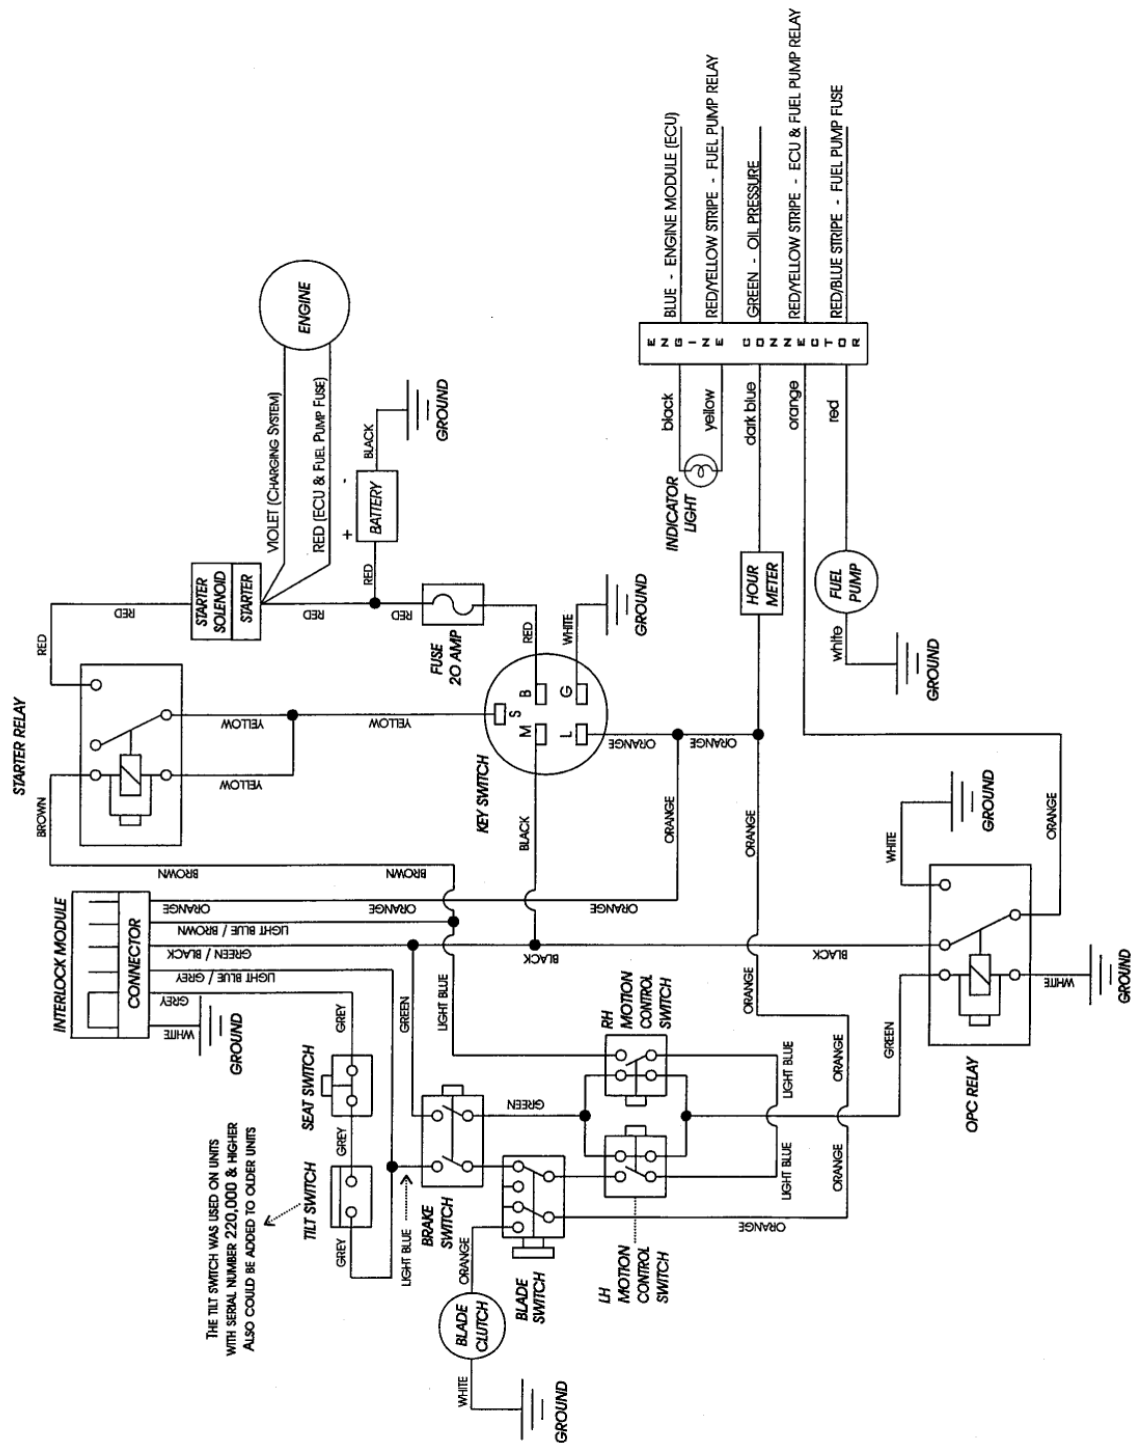 THE TILT SWITCH WAS USED ON UNITS
WITH SERIAL NUMBER 220,000 & HIGHER
ALSO COULD BE ADDED TO OLDER UNITS
INTERLOCK MODULE
CONNECTOR
WHITE
GREY
LIGHT BLUE / GREY
GREEN / BLACK
LIGHT BLUE / BROWN
ORANGE
GROUND
STARTER RELAY
BROWN
BROWN
BROWN
RED
RED
YELLOW
YELLOW
YELLOW
STARTER
SOLENOID
STARTER
VIOLET (CHARGING SYSTEM)
RED (ECU & FUEL PUMP FUSE)
ENGINE
RED
RED
RED
+
BATTERY
-
BLACK
GROUND
FUSE
20 AMP
RED
KEY SWITCH
M
S
B
L
G
WHITE
GROUND
BLACK
ORANGE
ORANGE
ORANGE
ORANGE
ORANGE
ORANGE
SEAT SWITCH
TILT SWITCH
GREY
GREY
GREY
LIGHT BLUE
GREEN
LIGHT BLUE
BRAKE
SWITCH
ORANGE
BLADE
CLUTCH
WHITE
GROUND
BLADE
SWITCH
GREEN
RH
MOTION
CONTROL
SWITCH
LH
MOTION
CONTROL
SWITCH
LIGHT BLUE
LIGHT BLUE
ORANGE
ORANGE
ORANGE
ORANGE
BLACK
BLACK
GREEN
OPC RELAY
WHITE
GROUND
WHITE
GROUND
ORANGE
INDICATOR
LIGHT
HOUR
METER
FUEL
PUMP
white
GROUND
black
yellow
dark blue
orange
red
ENGINE CONNECTOR
BLUE - ENGINE MODULE (ECU)
RED/YELLOW STRIPE - FUEL PUMP RELAY
GREEN - OIL PRESSURE
RED/YELLOW STRIPE - ECU & FUEL PUMP RELAY
RED/BLUE STRIPE - FUEL PUMP FUSE